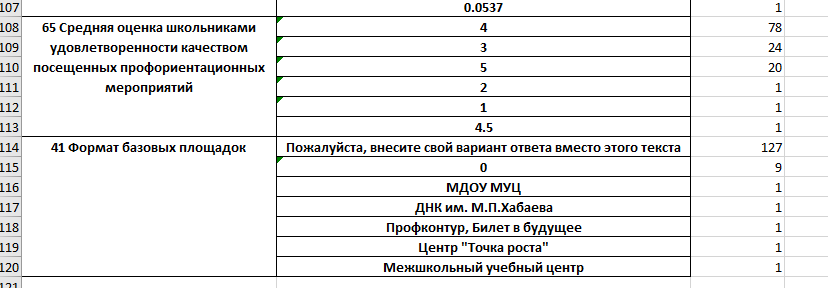 107 0.0537 1
108 65 Средняя оценка школьниками 4 78
109 удовлетворенности качеством 3 24
110 посещенных профориентационных 5 20
111 мероприятий 2 1
112 1 1
113 4.5 1
114 41 Формат базовых площадок Пожалуйста, внесите свой вариант ответа вместо этого текста 127
115 0 9
116 МДОУ МУЦ 1
117 ДНК им. М.П.Хабаева 1
118 Профконтур, Билет в будущее 1
119 Центр "Точка роста" 1
120 Межшкольный учебный центр 1
121